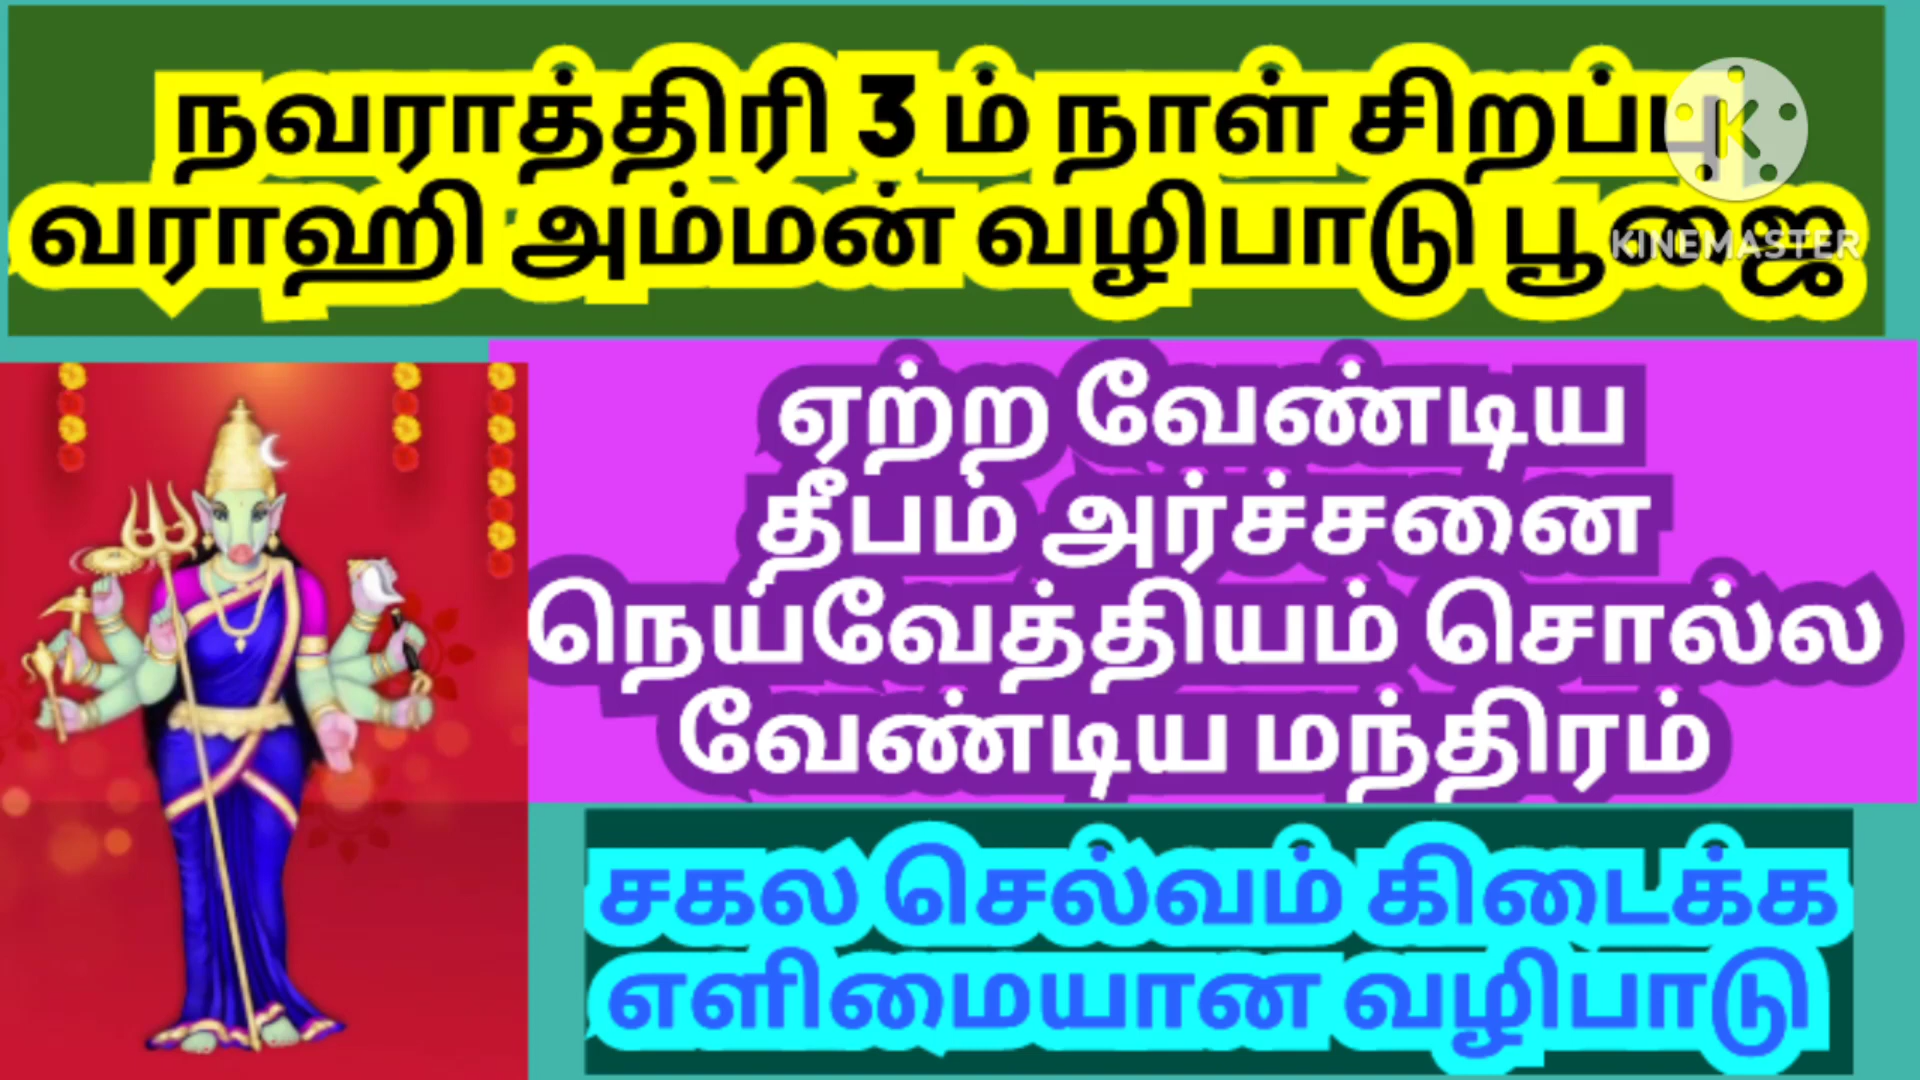 நவராத்திரி 3 ம் நாள் சிறப்பு
வராஹி அம்மன் வழிபாடு பூஜை
KINEMASTER
ஏற்ற வேண்டிய
தீபம் அர்ச்சனை
நெய்வேத்தியம் சொல்ல
வேண்டிய மந்திரம்
சகல செல்வம் கிடைக்க
எளிமையான வழிபாடு